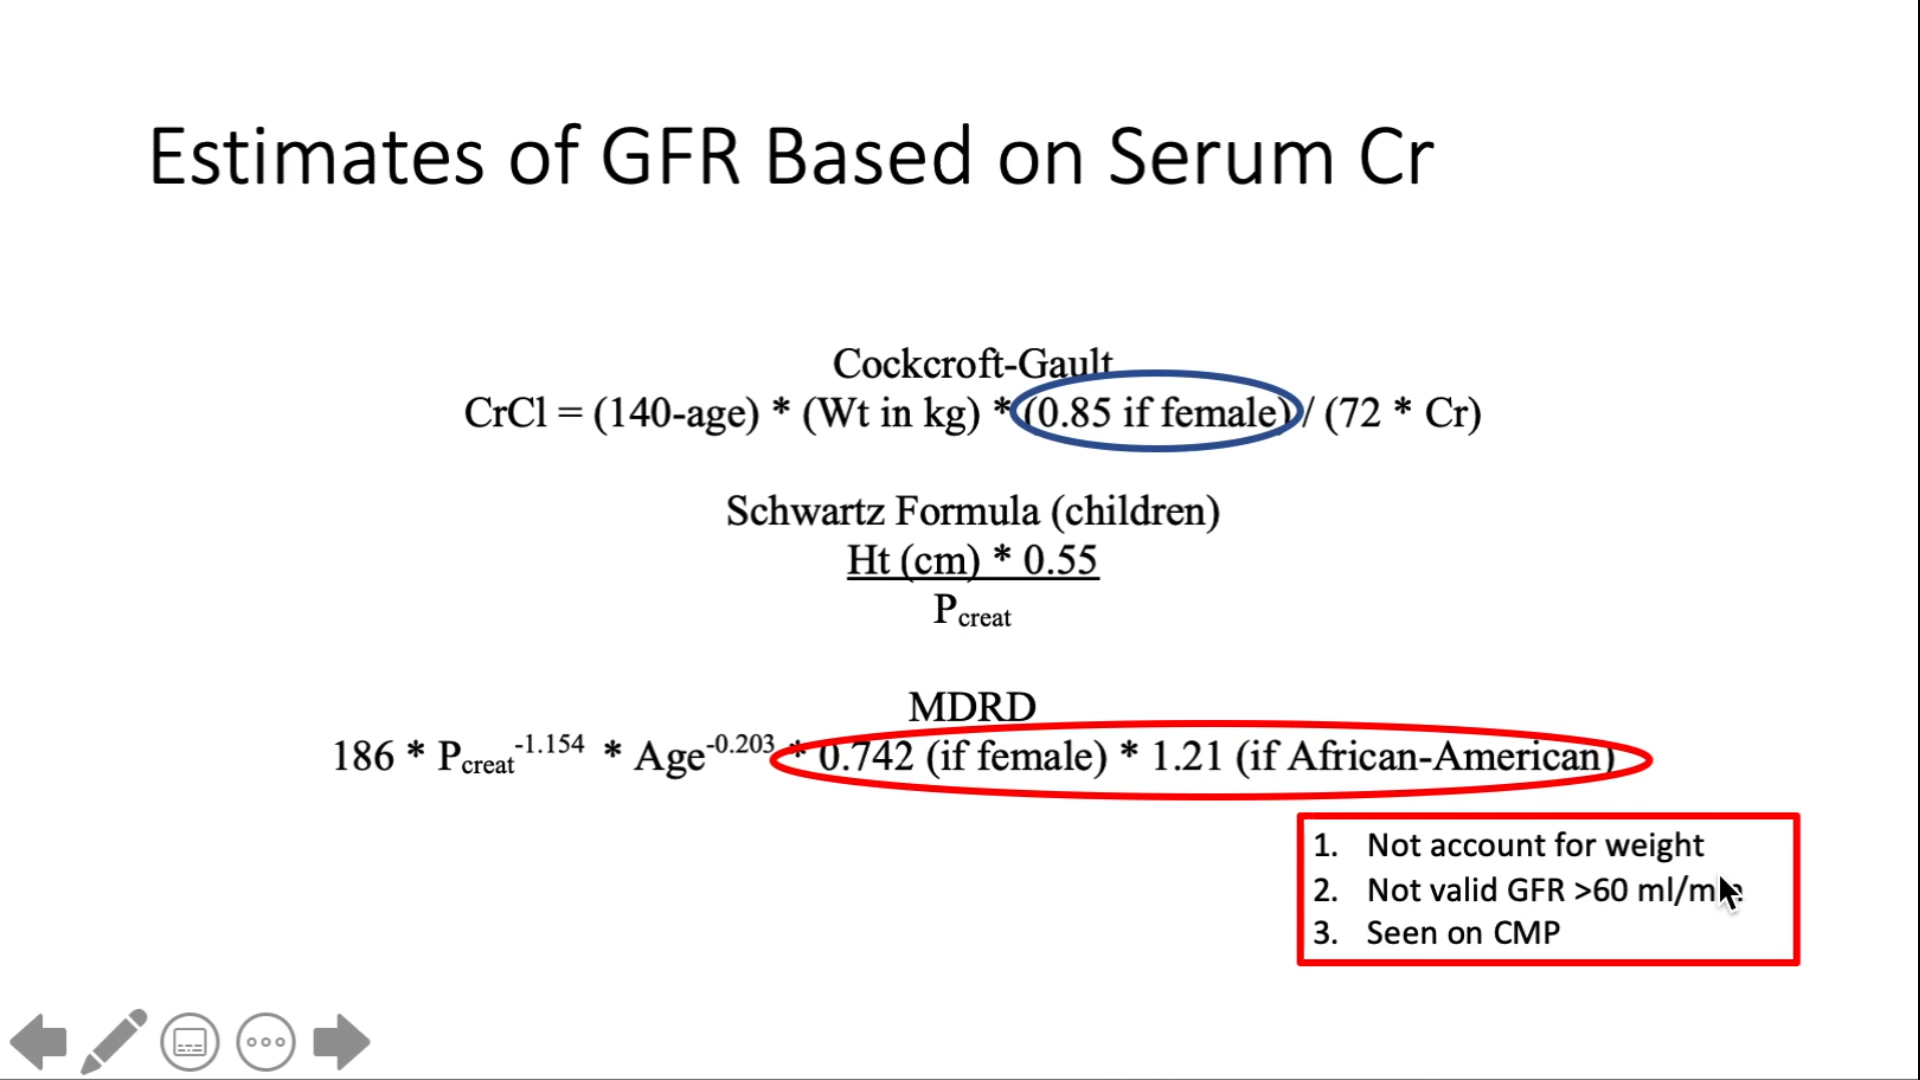 Estimates of GFR Based on Serum Cr
Cockcroft-Gault
CrCl = (140-age) * (Wt in kg) * (0.85 if female) / (72 * Cr)
Schwartz Formula (children)
Ht (cm) * 0.55
Pcreat
MDRD
186 * Pcreat^-1.154 * Age^-0.203 * 0.742 (if female) * 1.21 (if African-American)
1. Not account for weight
2. Not valid GFR >60
3. Seen on CMP